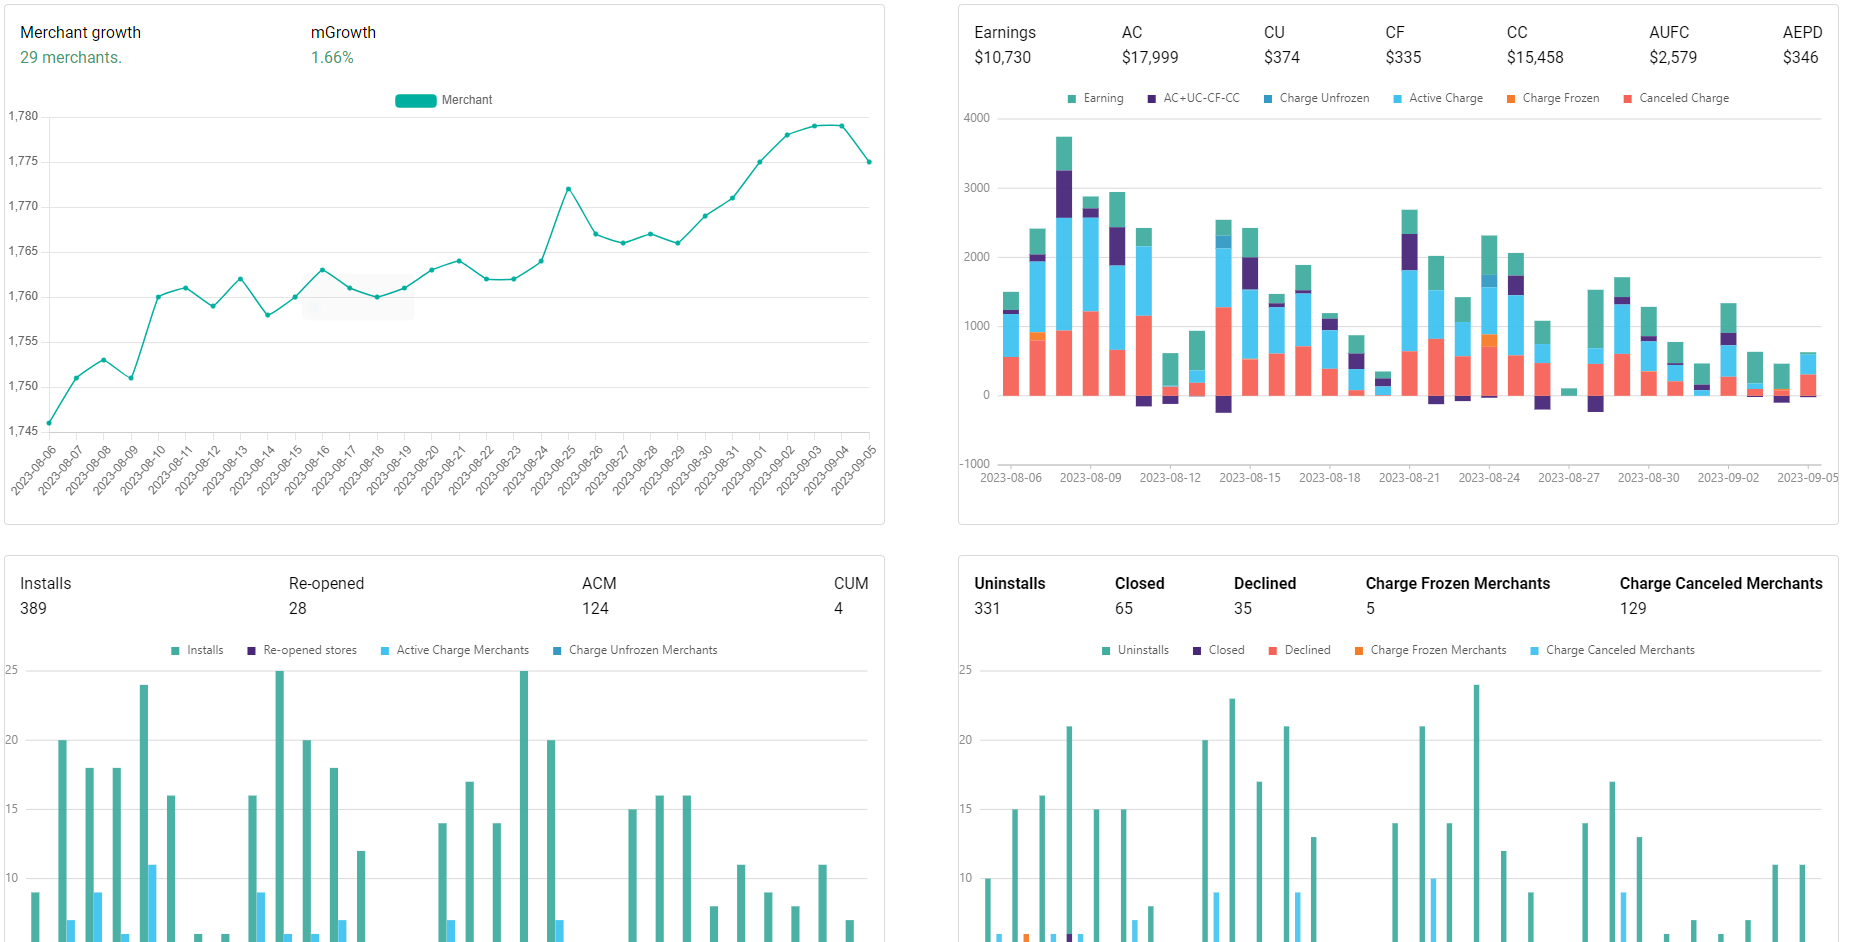 Merchant growth
29 merchants.
mGrowth
1.66%
Merchant
1,780
1,775
1,770
1,765
1,760
1,755
1,750
1,745
2023-08-06
2023-08-07
2023-08-08
2023-08-09
2023-08-10
2023-08-11
2023-08-12
2023-08-13
2023-08-14
2023-08-15
2023-08-16
2023-08-17
2023-08-18
2023-08-19
2023-08-20
2023-08-21
2023-08-22
2023-08-23
2023-08-24
2023-08-25
2023-08-26
2023-08-27
2023-08-28
2023-08-29
2023-08-30
2023-08-31
2023-09-01
2023-09-02
2023-09-03
2023-09-04
2023-09-05
Earnings
$10,730
AC
$17,999
CU
$374
CF
$335
CC
$15,458
AUFC
$2,579
AEPD
$346
Earning
AC+UC-CF-CC
Charge Unfrozen
Active Charge
Charge Frozen
Canceled Charge
4000
3000
2000
1000
0
-1000
2023-08-06
2023-08-09
2023-08-12
2023-08-15
2023-08-18
2023-08-21
2023-08-24
2023-08-27
2023-08-30
2023-09-02
2023-09-05
Installs
389
Re-opened
28
ACM
124
CUM
4
Installs
Re-opened stores
Active Charge Merchants
Charge Unfrozen Merchants
25
20
15
10
Uninstalls
331
Closed
65
Declined
35
Charge Frozen Merchants
5
Charge Canceled Merchants
129
Uninstalls
Closed
Declined
Charge Frozen Merchants
Charge Canceled Merchants
25
20
15
10